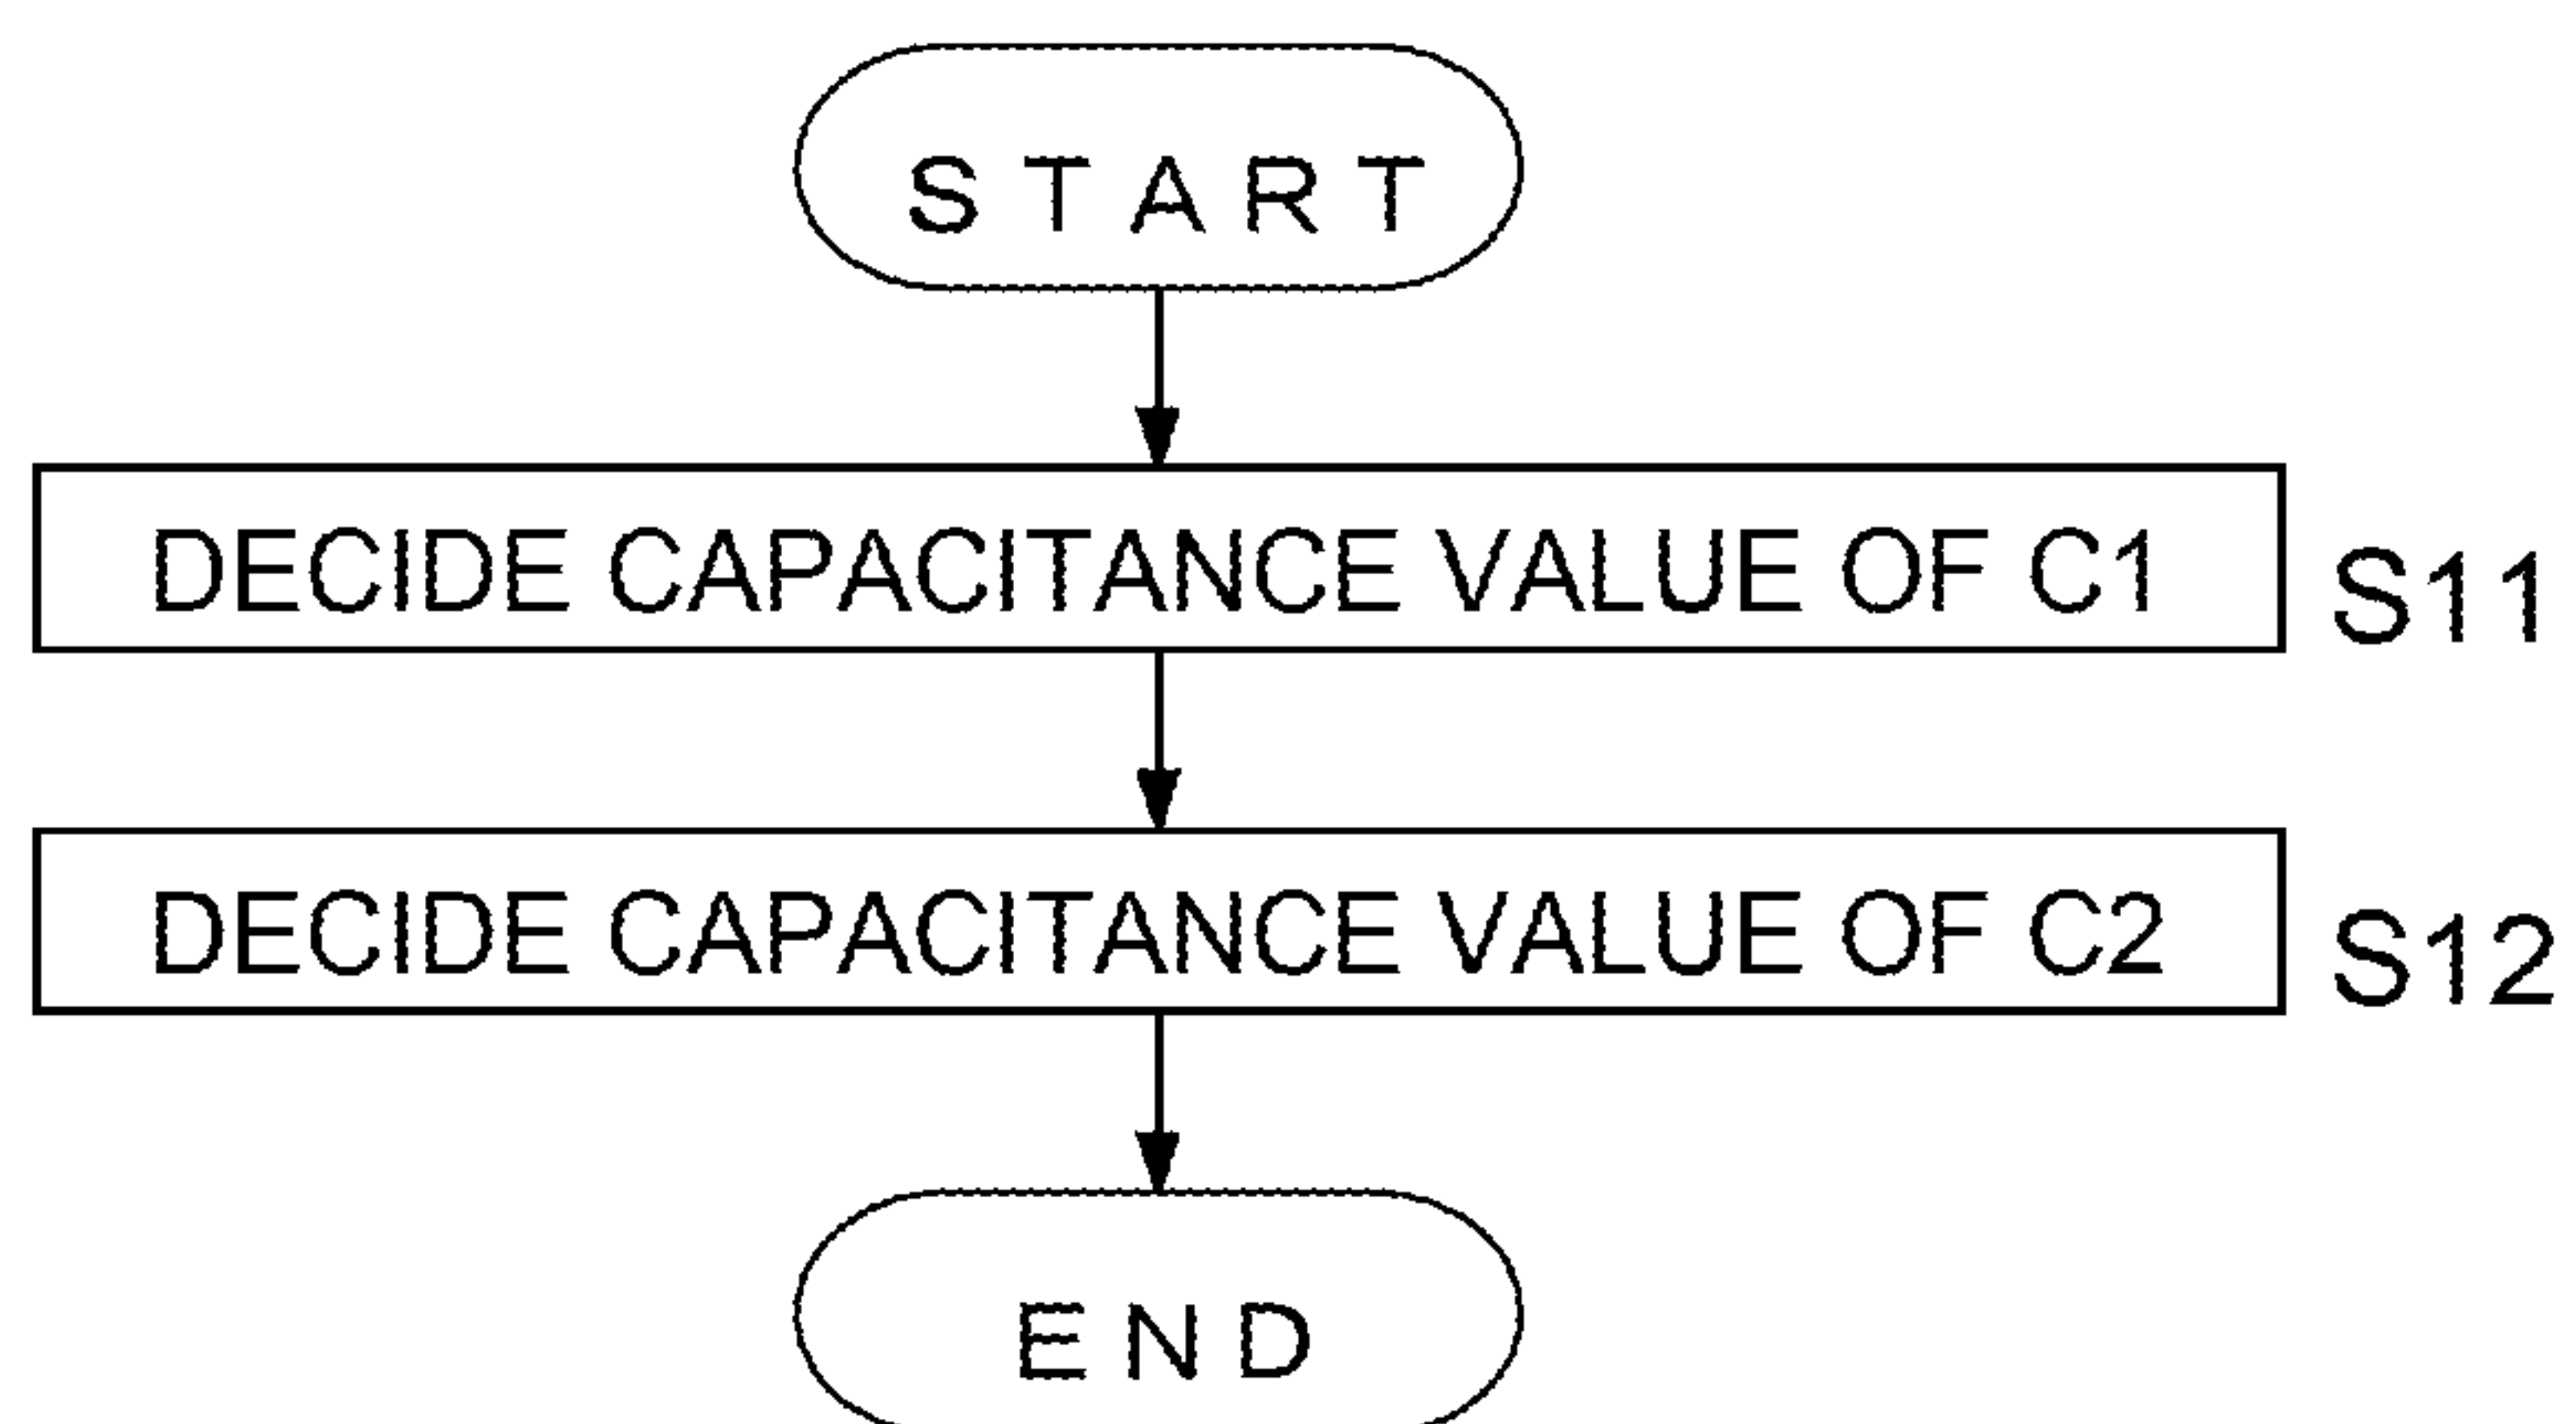 START
DECIDE CAPACITANCE VALUE OF C1
S11
DECIDE CAPACITANCE VALUE OF C2
S12
END